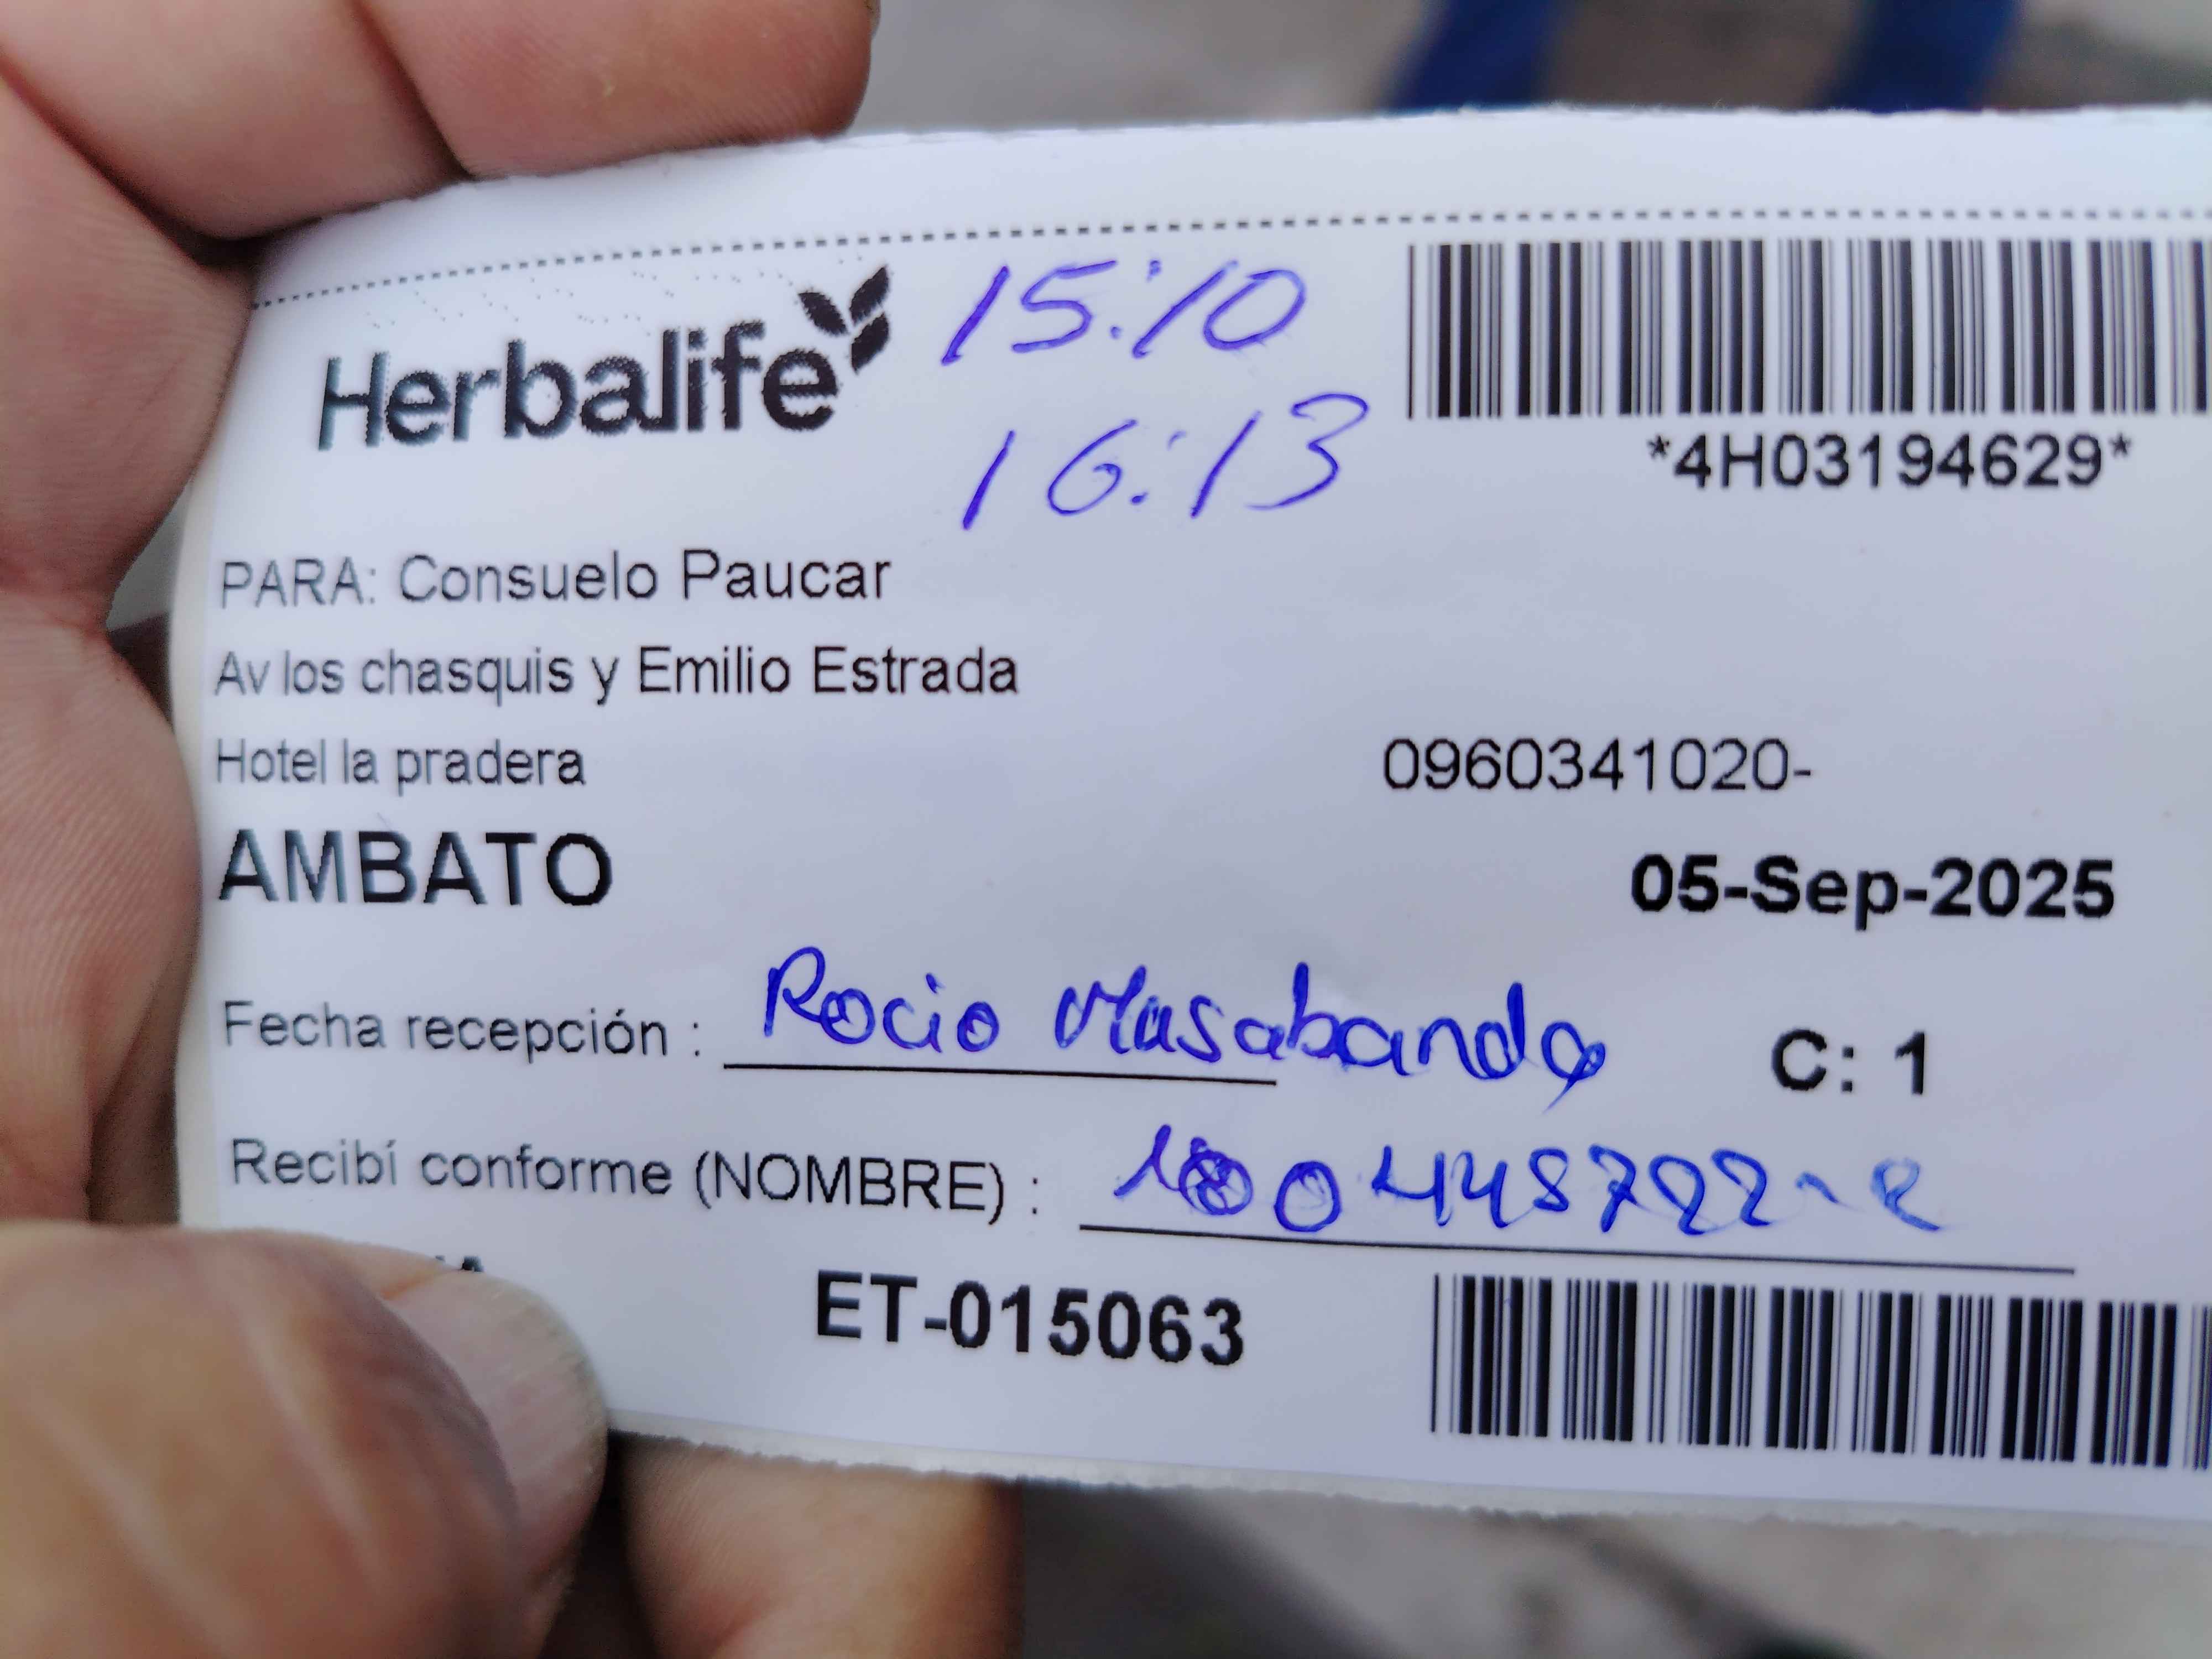 Herbalife
15:10
16:13
*4H03194629*
PARA: Consuelo Paucar
Av los chasquis y Emilio Estrada
Hotel la pradera
0960341020-
AMBATO
05-Sep-2025
Fecha recepción : Rocio Masabanda
C: 1
Recibí conforme (NOMBRE) :
ET-015063